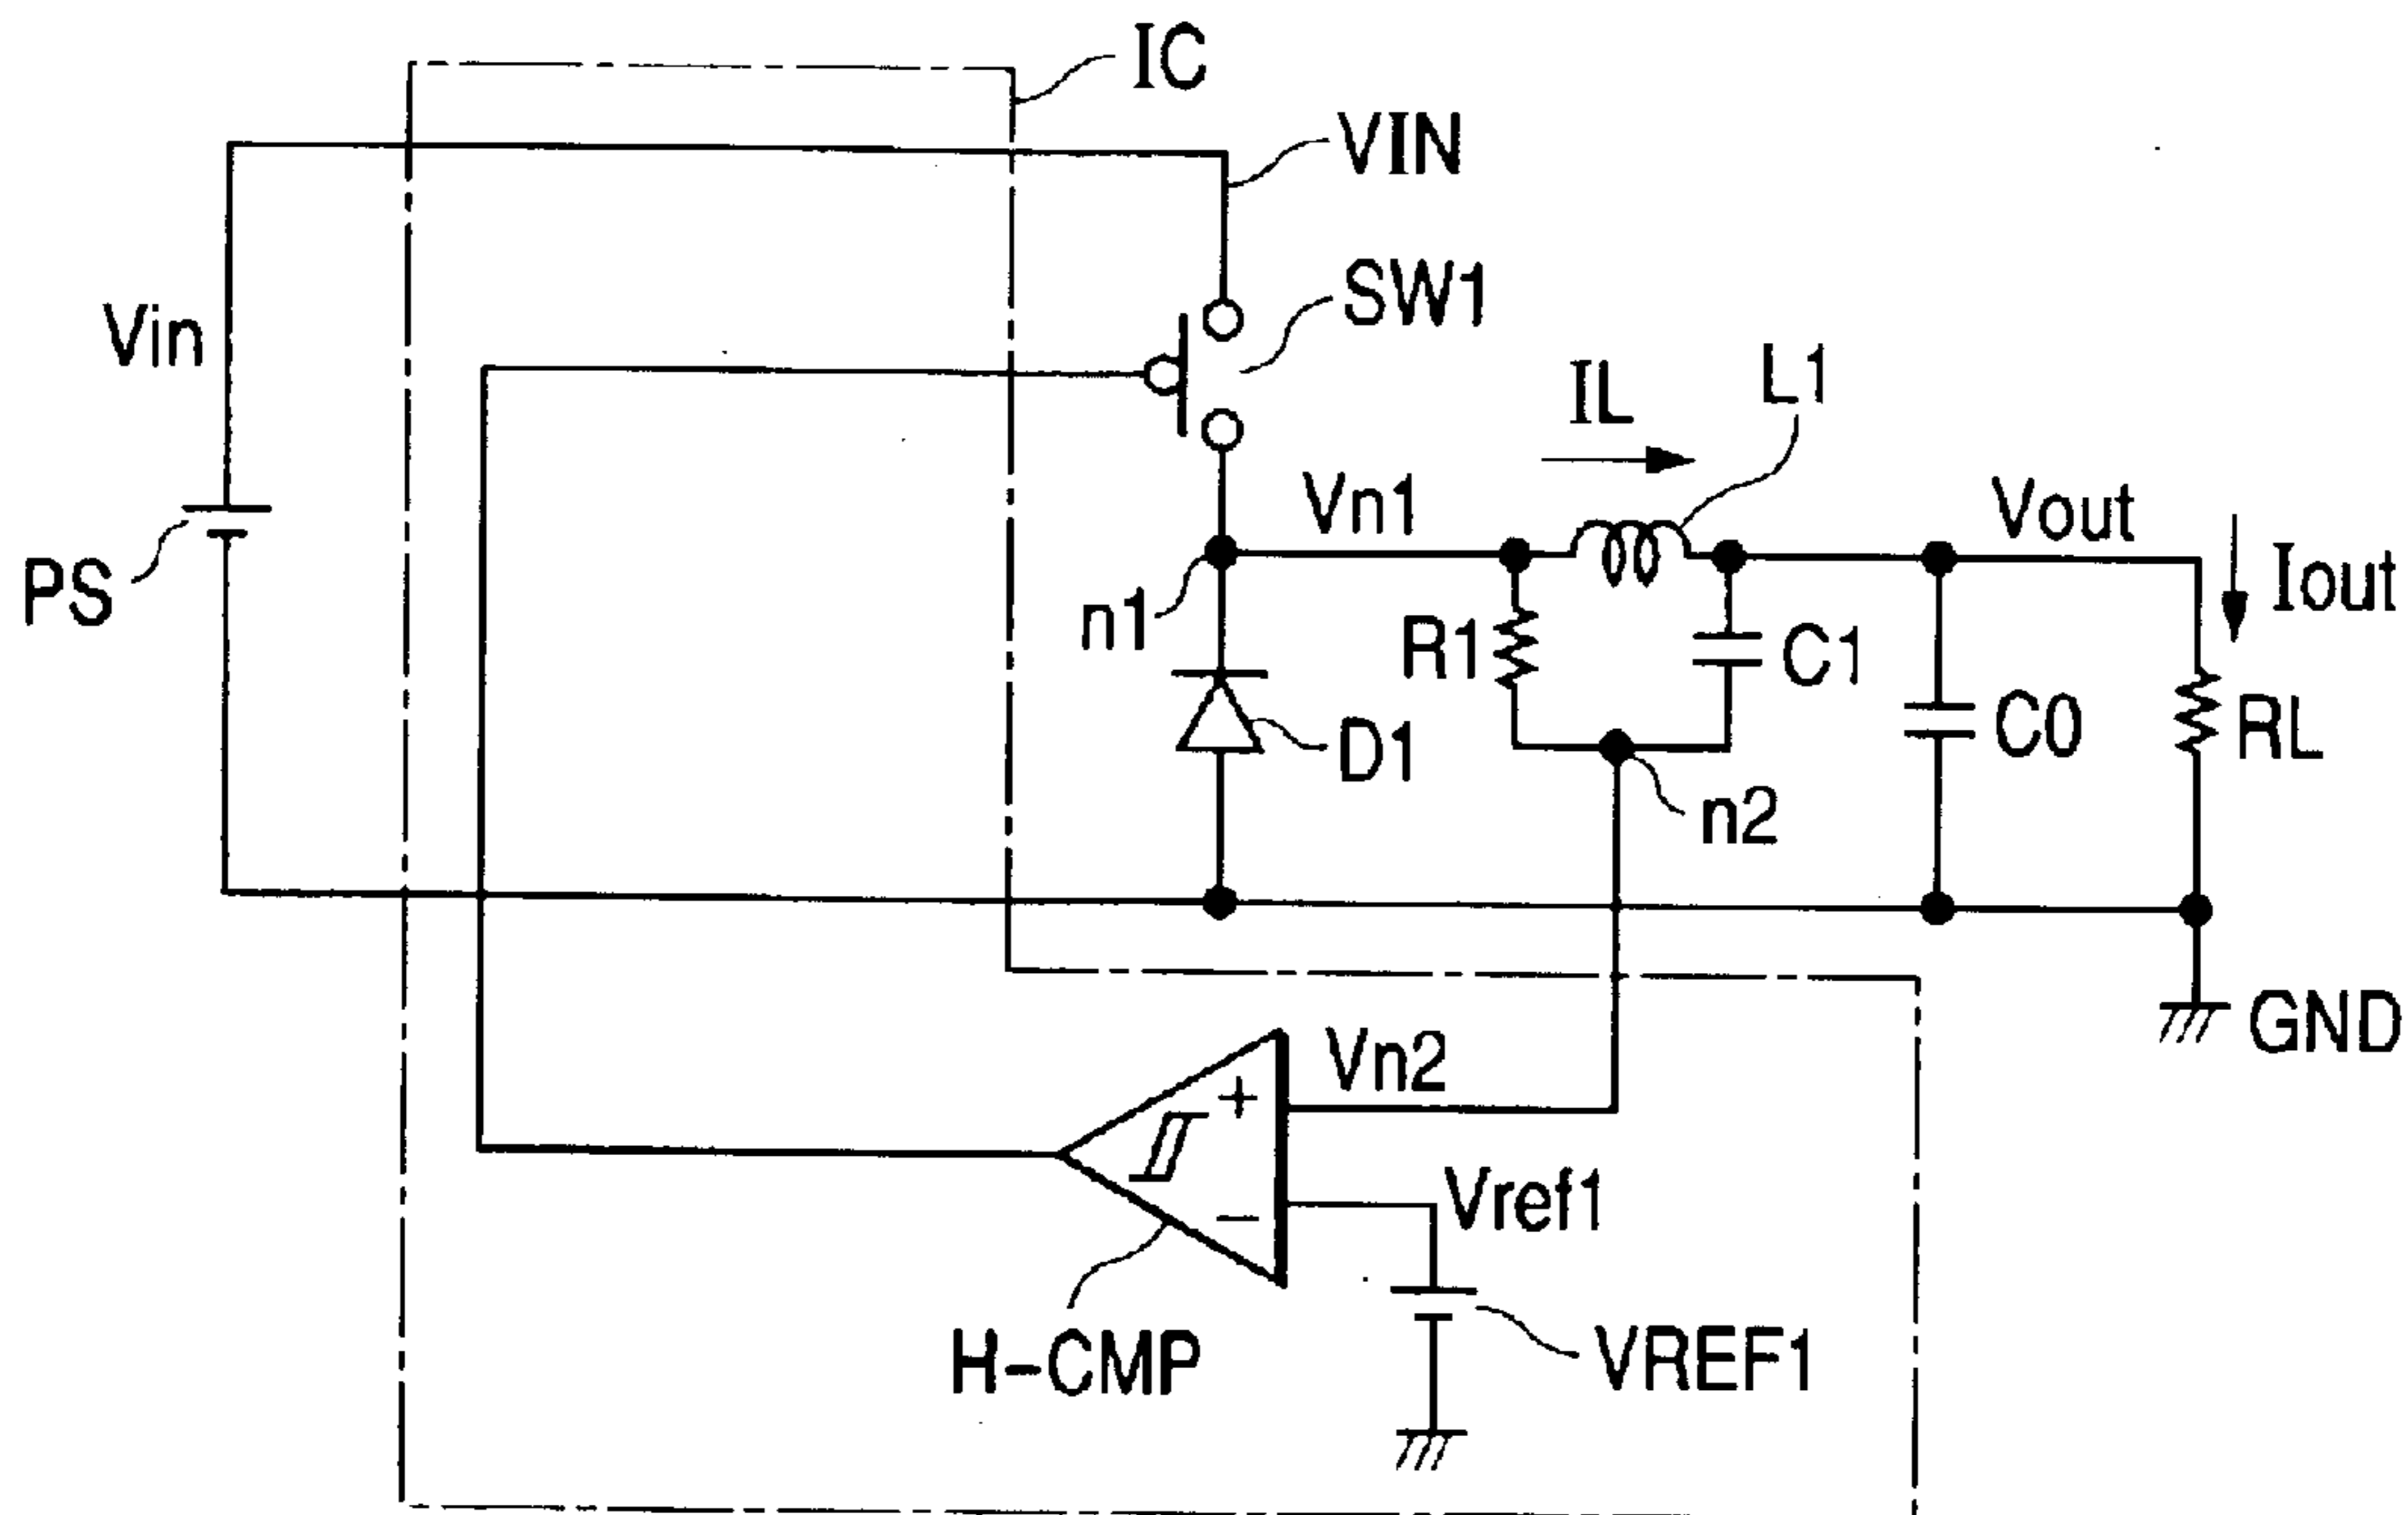 IC
VIN
Vin
SW1
IL
L1
Vn1
Vout
PS
n1
R1
C1
Iout
D1
C0
RL
n2
GND
+
Vn2
Vref1
−
H-CMP
VREF1